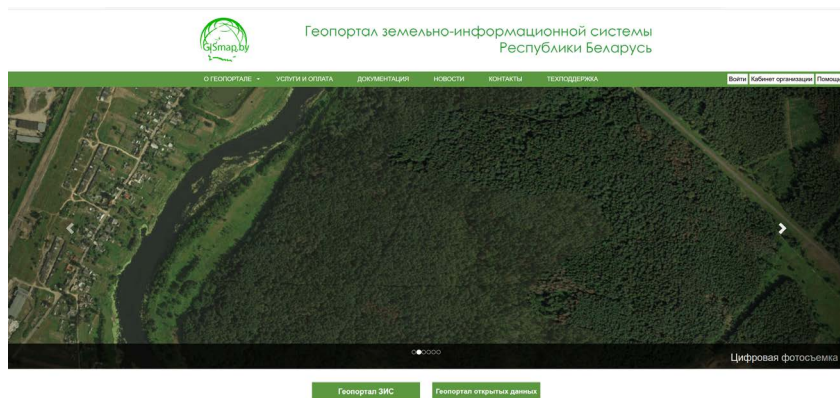 GISmap.by
Геопортал земельно-информационной системы
Республики Беларусь
О ГЕОПОРТАЛЕ УСЛУГИ И ОПЛАТА ДОКУМЕНТАЦИЯ НОВОСТИ КОНТАКТЫ ТЕХПОДДЕРЖКА Войти Кабинет организации Помощь
Цифровая фотосъемка
Геопортал ЗИС Геопортал открытых данных